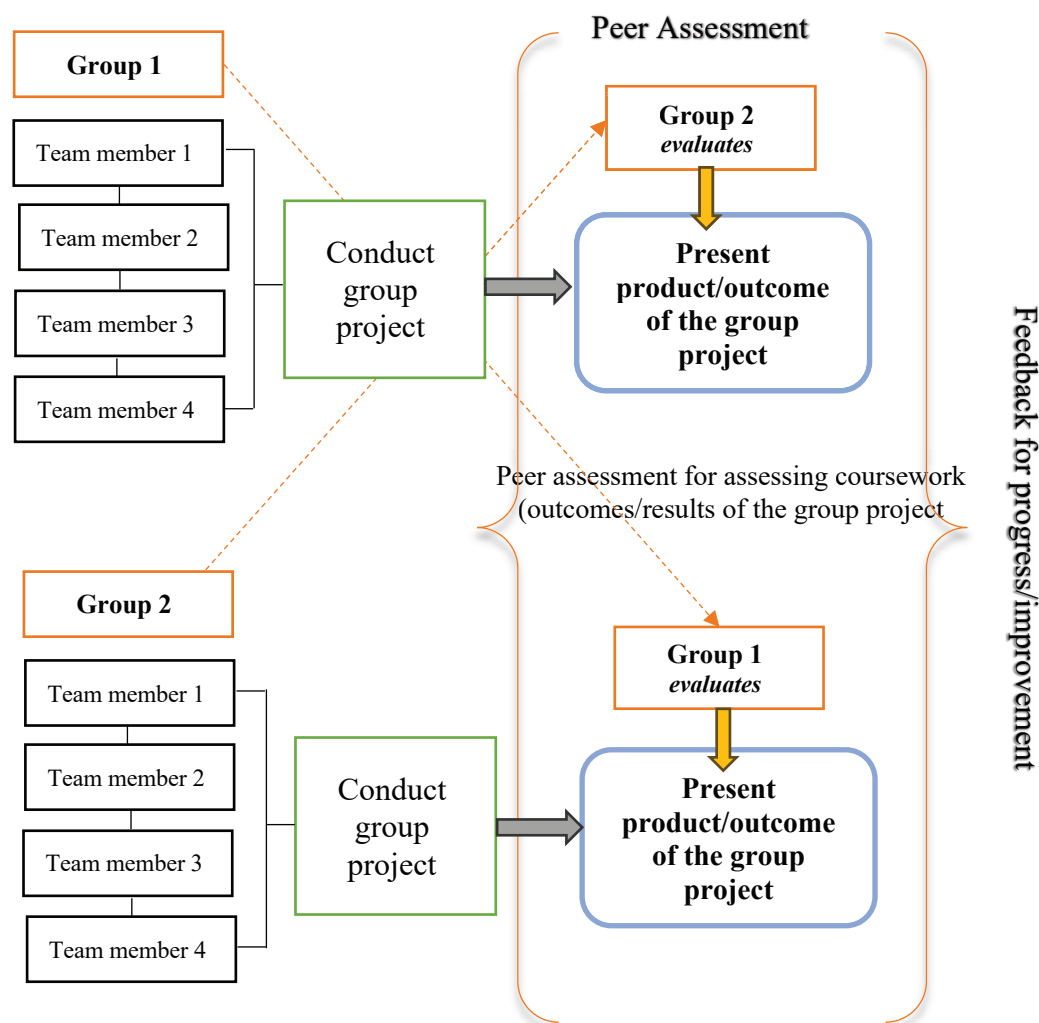 Peer Assessment
Group 1
Team member 1
Team member 2
Team member 3
Team member 4
Conduct
group
project
Group 2
evaluates
Present
product/outcome
of the group
project
Peer assessment for assessing coursework
(outcomes/results of the group project
Feedback for progress/improvement
Group 2
Team member 1
Team member 2
Team member 3
Team member 4
Conduct
group
project
Group 1
evaluates
Present
product/outcome
of the group
project